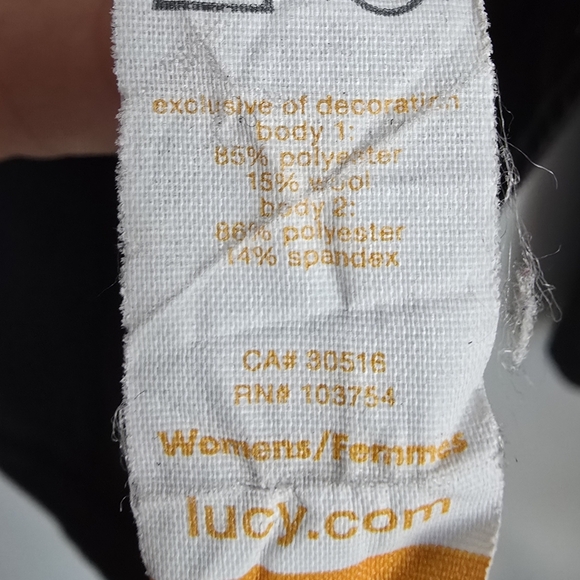 exclusive of decoration
body 1:
85% polyester
15% wool
body 2:
86% polyester
14% spandex
CA# 30516
RN# 103754
Womens/Femmes
lucy.com